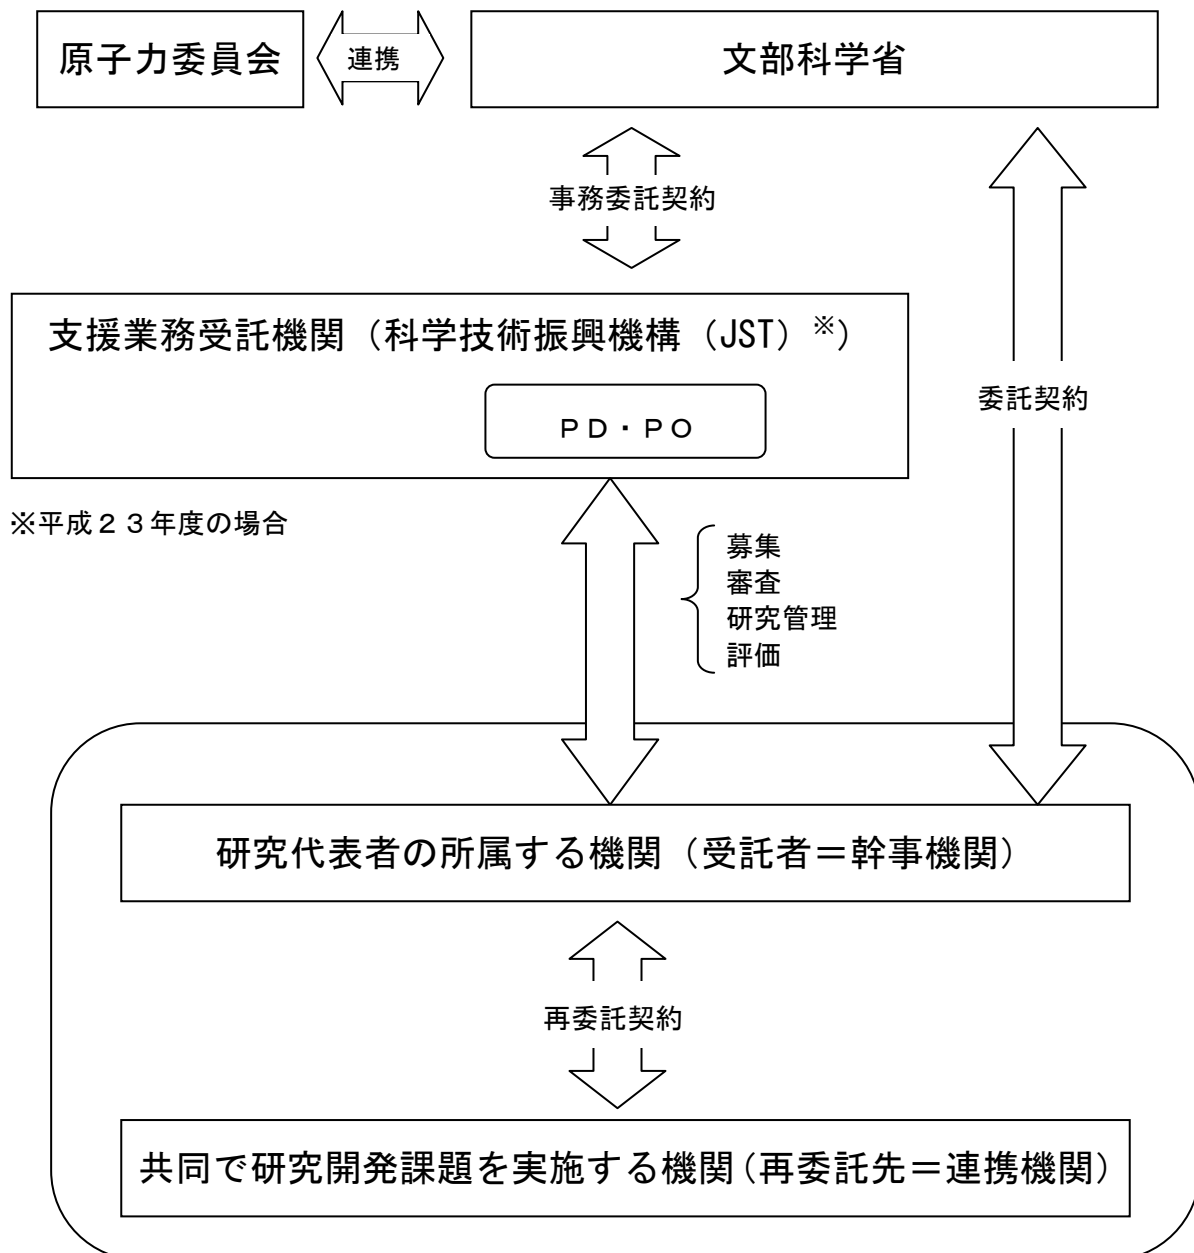 原子力委員会
連携
文部科学省
事務委託契約
支援業務受託機関（科学技術振興機構（JST）※）
ＰＤ・ＰＯ
委託契約
※平成２３年度の場合
募集
審査
研究管理
評価
研究代表者の所属する機関（受託者＝幹事機関）
再委託契約
共同で研究開発課題を実施する機関（再委託先＝連携機関）